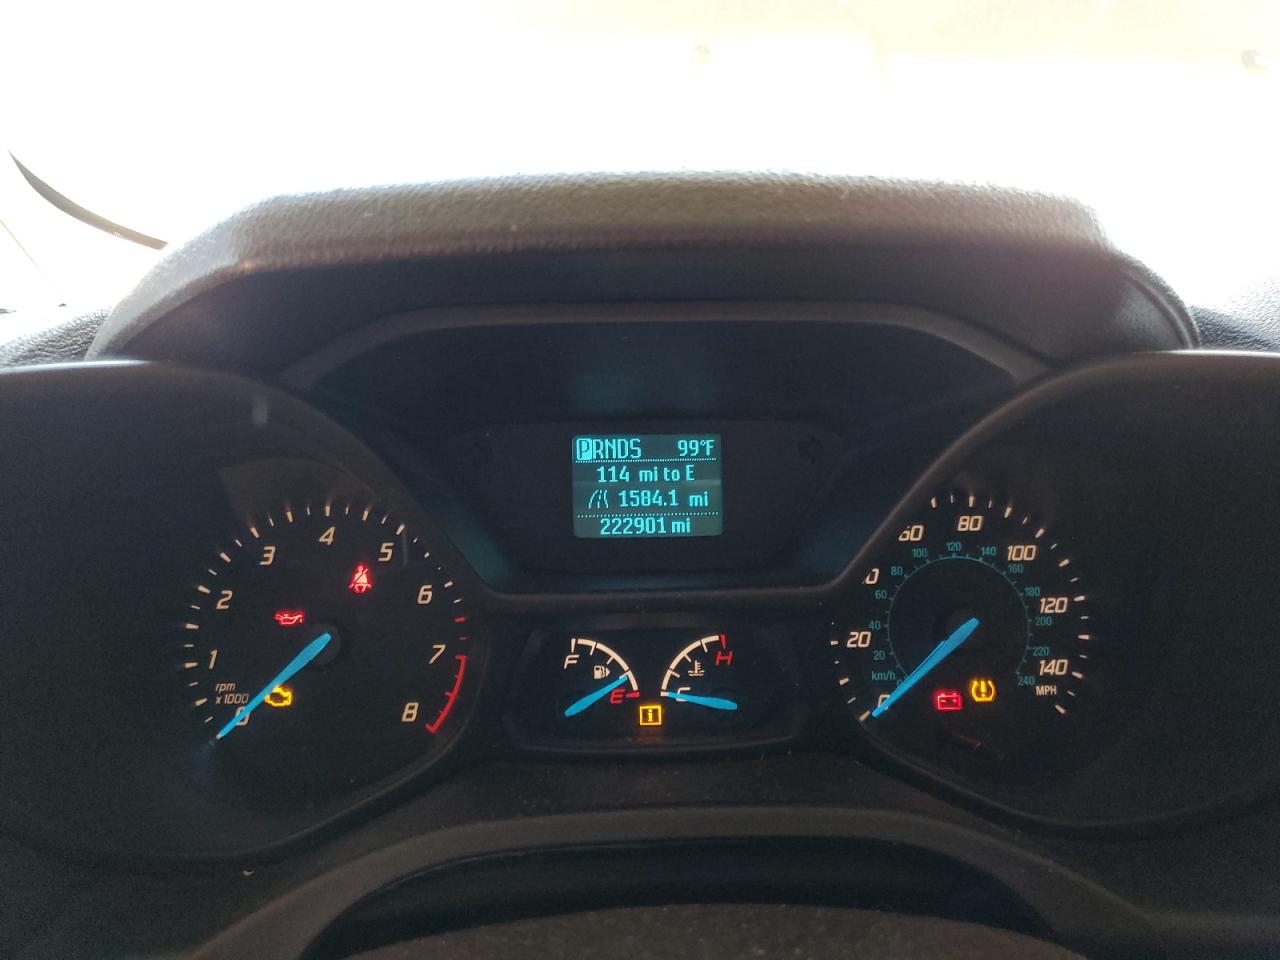 PRNDS 99°F
114 mi to E
1584.1 mi
222901 mi
0 1 2 3 4 5 6 7 8
rpm
x1000
F E
C H
i
0 20 60 80 100 120 140
MPH
20 40 60 80 100 120 140 160 180 200 220 240
km/h